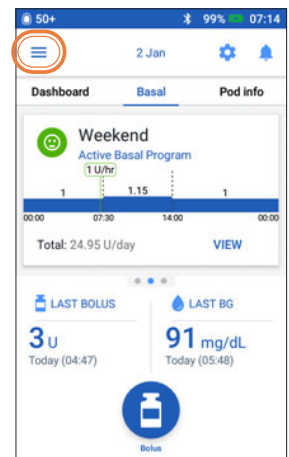 50+ 99% 07:14
2 Jan
Dashboard Basal Pod info
Weekend
Active Basal Program
1 U/hr
1 1.15 1
00:00 07:30 14:00 00:00
Total: 24.95 U/day VIEW
LAST BOLUS LAST BG
3 U 91 mg/dL
Today (04:47) Today (05:48)
Bolus